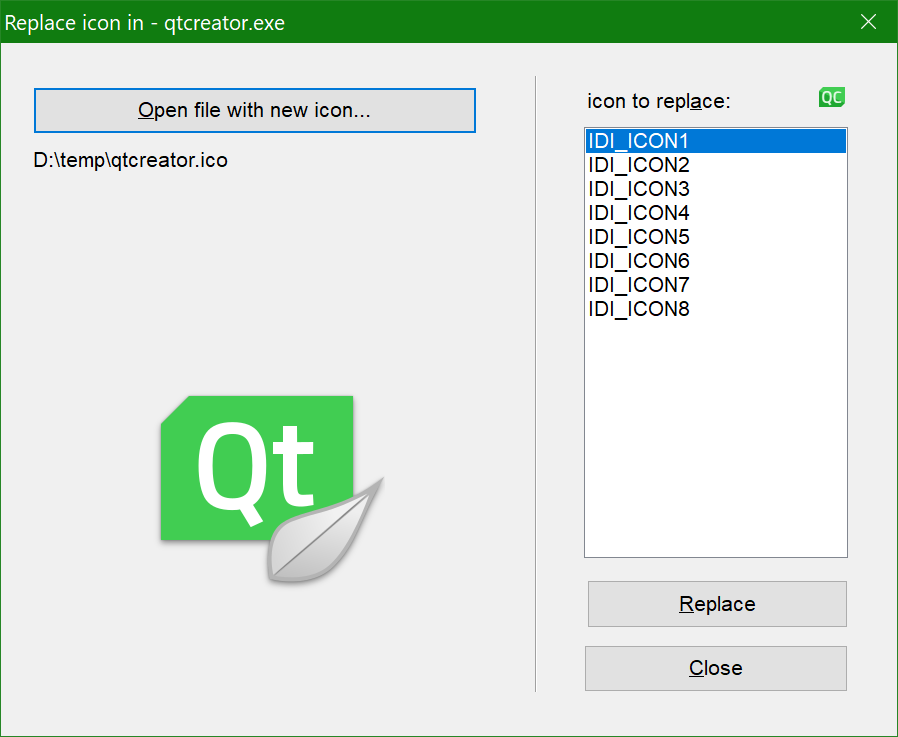 Replace icon in - qtcreator.exe
Open file with new icon...
D:\temp\qtcreator.ico
Qt
icon to replace:
QC
IDI_ICON1
IDI_ICON2
IDI_ICON3
IDI_ICON4
IDI_ICON5
IDI_ICON6
IDI_ICON7
IDI_ICON8
Replace
Close